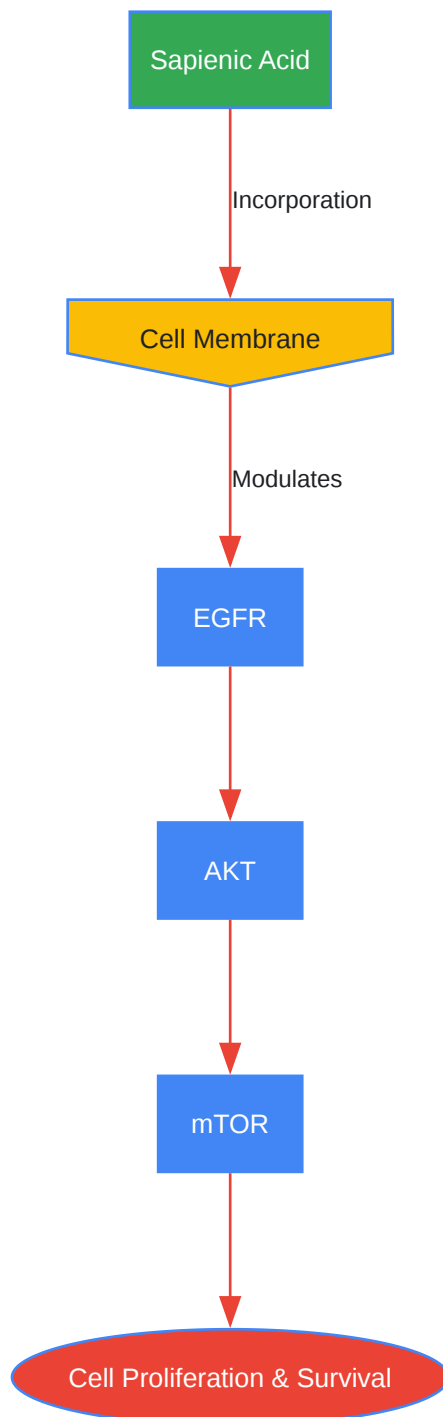 Sapienic Acid
Incorporation
Cell Membrane
Modulates
EGFR
AKT
mTOR
Cell Proliferation & Survival